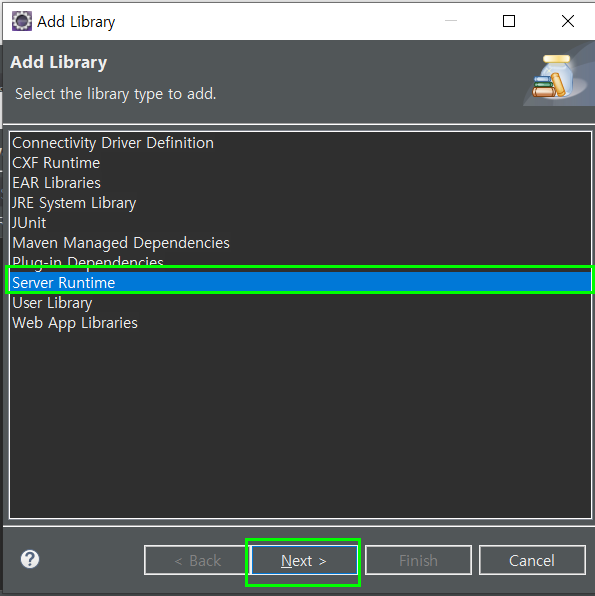 Add Library
Add Library
Select the library type to add.
Connectivity Driver Definition
CXF Runtime
EAR Libraries
JRE System Library
JUnit
Maven Managed Dependencies
Plug-in Dependencies
Server Runtime
User Library
Web App Libraries
? < Back Next > Finish Cancel